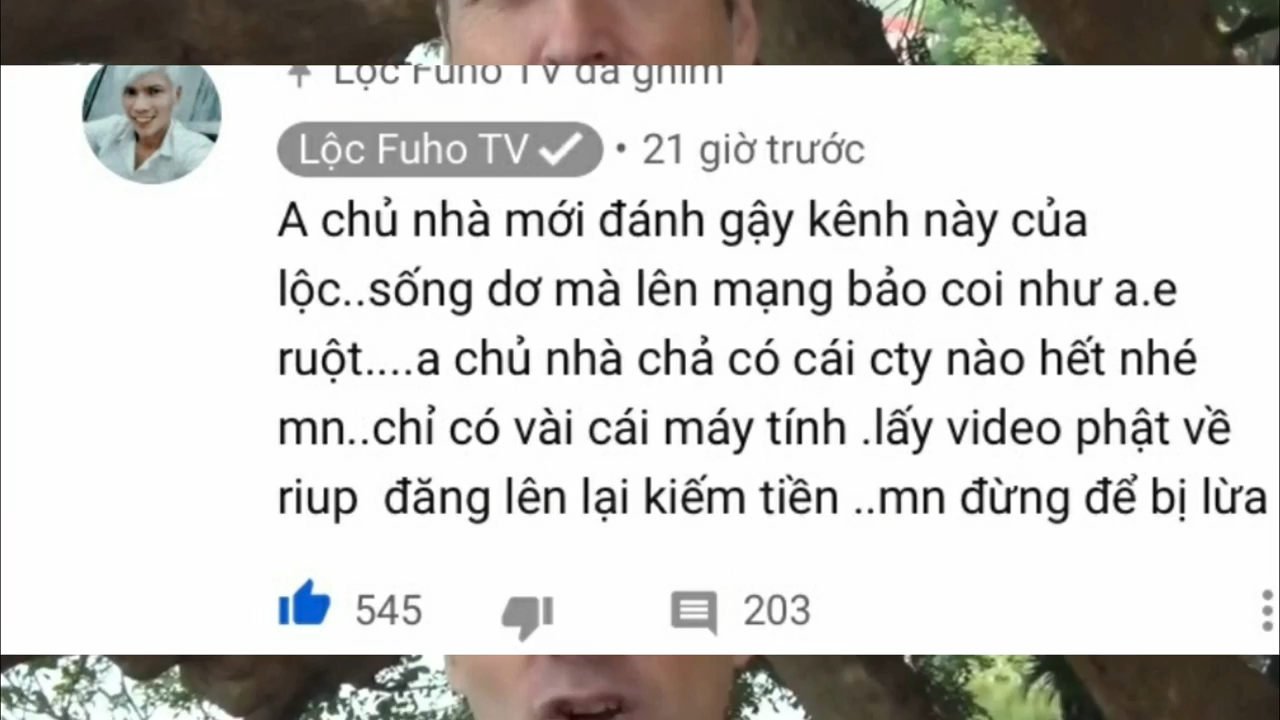 Lộc Fuho TV đã ghim
Lộc Fuho TV • 21 giờ trước
A chủ nhà mới đánh gậy kênh này của
lộc..sống dơ mà lên mạng bảo coi như a.e
ruột....a chủ nhà chả có cái cty nào hết nhé
mn..chỉ có vài cái máy tính .lấy video phật về
riup  đăng lên lại kiếm tiền ..mn đừng để bị lừa
545 203